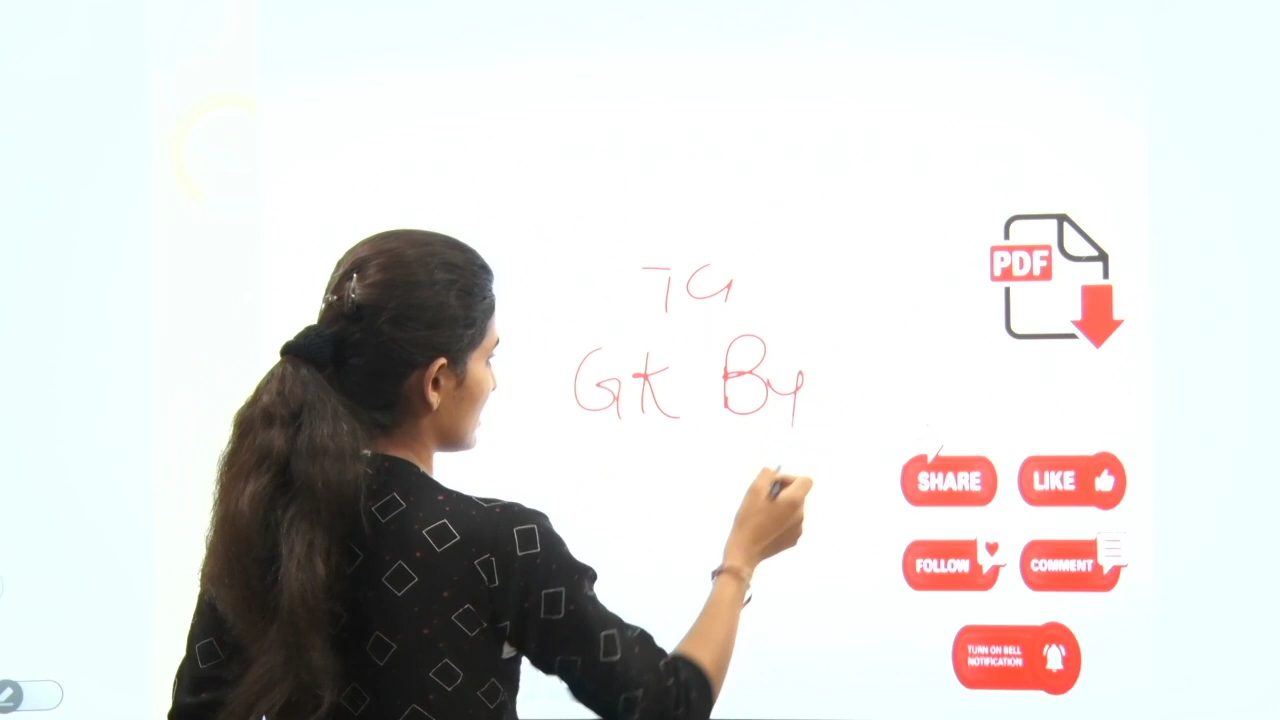 TG
GK By
PDF
SHARE
LIKE
FOLLOW
COMMENT
TURN ON BELL
NOTIFICATION